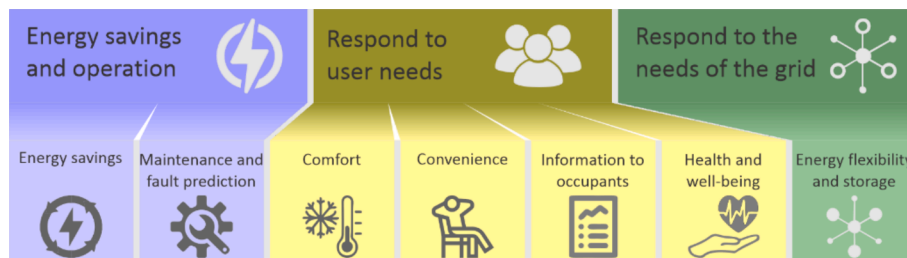 Energy savings
and operation
Respond to
user needs
Respond to the
needs of the grid
Energy savings
Maintenance and
fault prediction
Comfort
Convenience
Information to
occupants
Health and
well-being
Energy flexibility
and storage